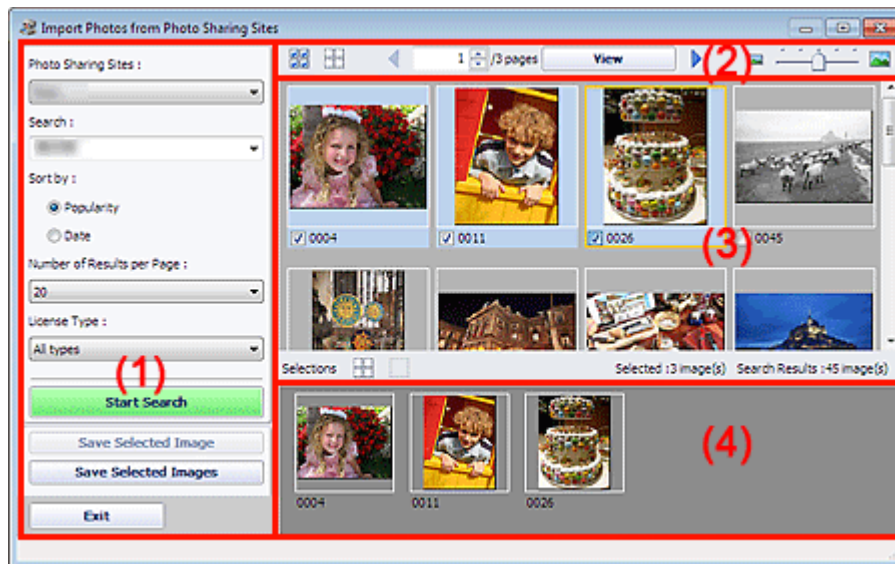 Import Photos from Photo Sharing Sites
Photo Sharing Sites :
Search :
Sort by :
Popularity
Date
Number of Results per Page :
20
License Type :
All types
(1)
Start Search
Save Selected Image
Save Selected Images
Exit
1 /3 pages View (2)
0004 0011 0026 0045
(3)
Selections Selected :3 image(s) Search Results :45 image(s)
(4)
0004 0011 0026